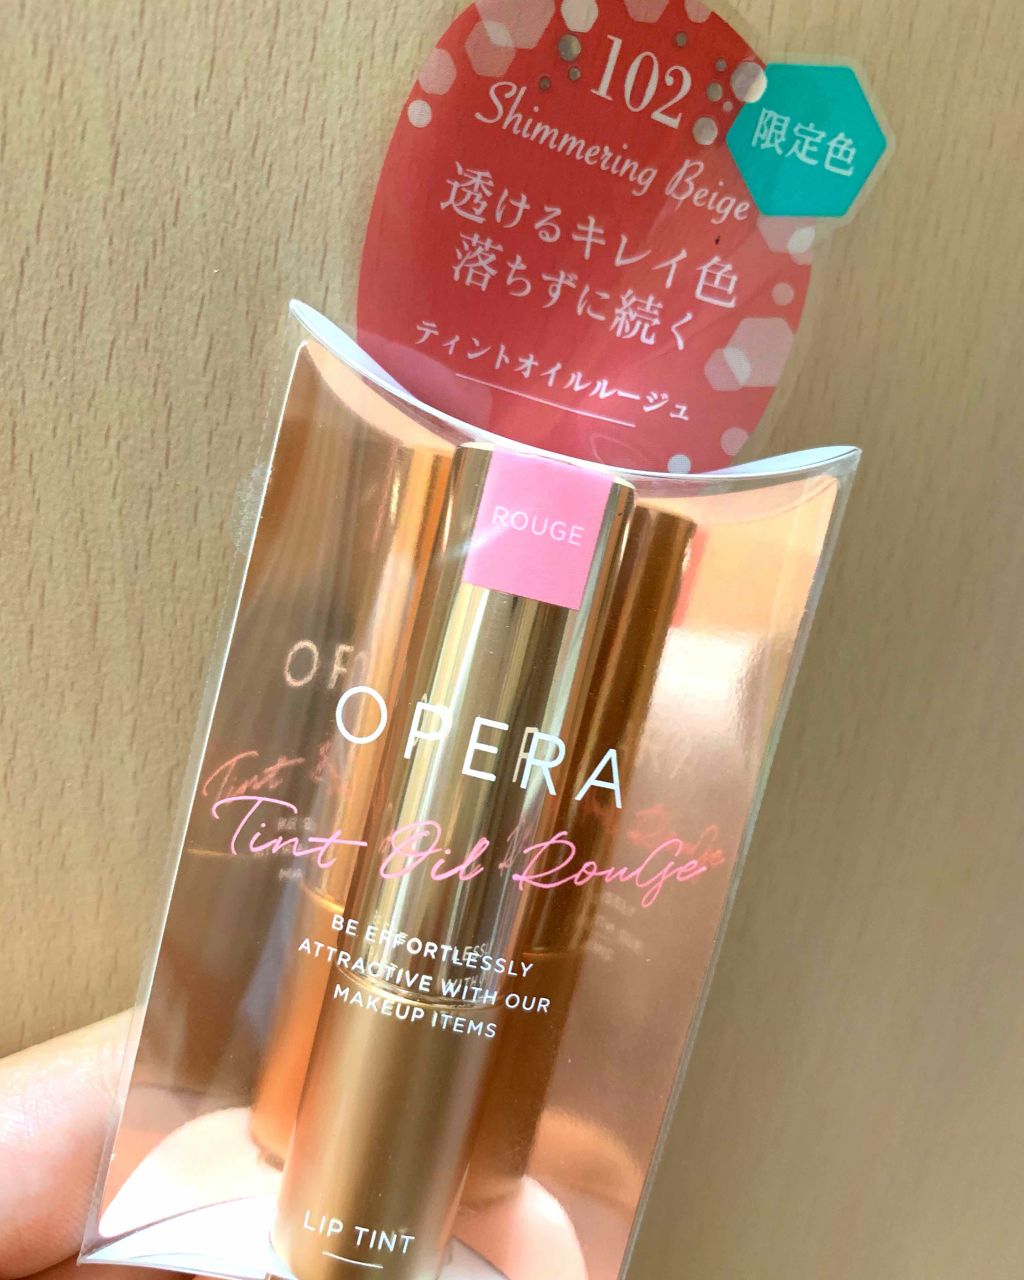 102
Shimmering Beige
限定色
透けるキレイ色
落ちずに続く
ティントオイルルージュ
ROUGE
OPERA
Tint Oil Rouge
BE EFFORTLESSLY
ATTRACTIVE WITH OUR
MAKEUP ITEMS
LIP TINT